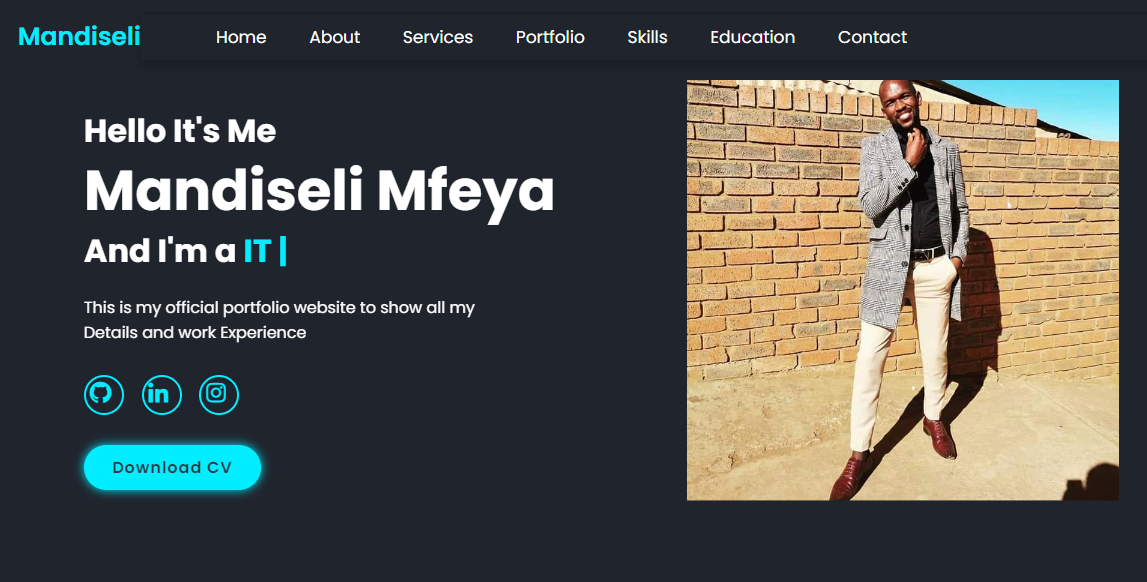 Mandiseli
Home About Services Portfolio Skills Education Contact
Hello It's Me
Mandiseli Mfeya
And I'm a IT |
This is my official portfolio website to show all my
Details and work Experience
in
Download CV